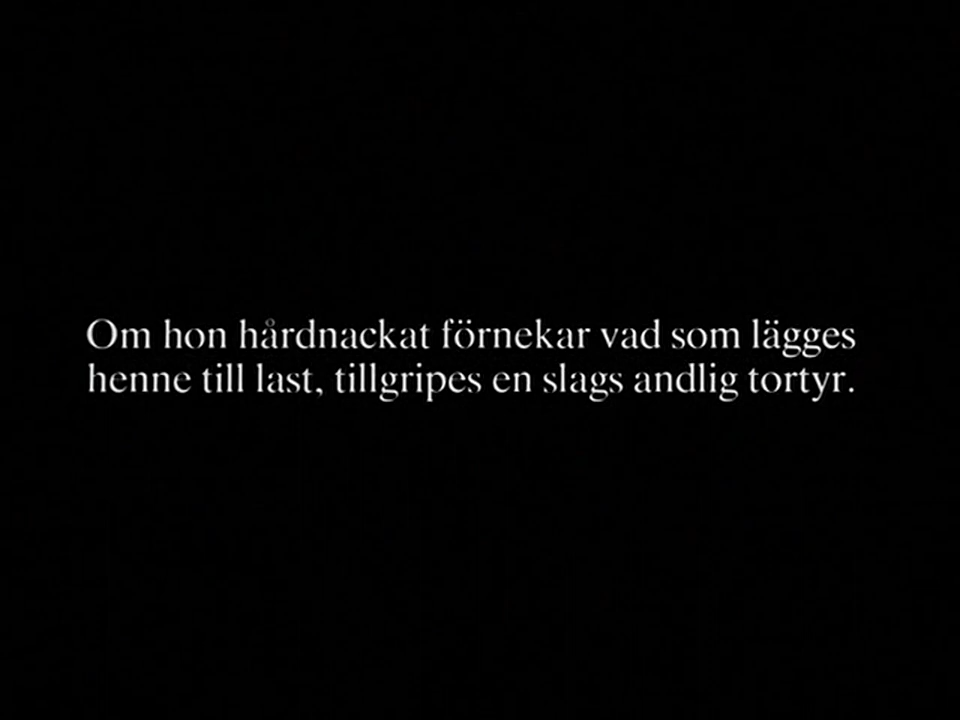 Om hon hårdnackat förnekar vad som lägges
henne till last, tillgripes en slags andlig tortyr.